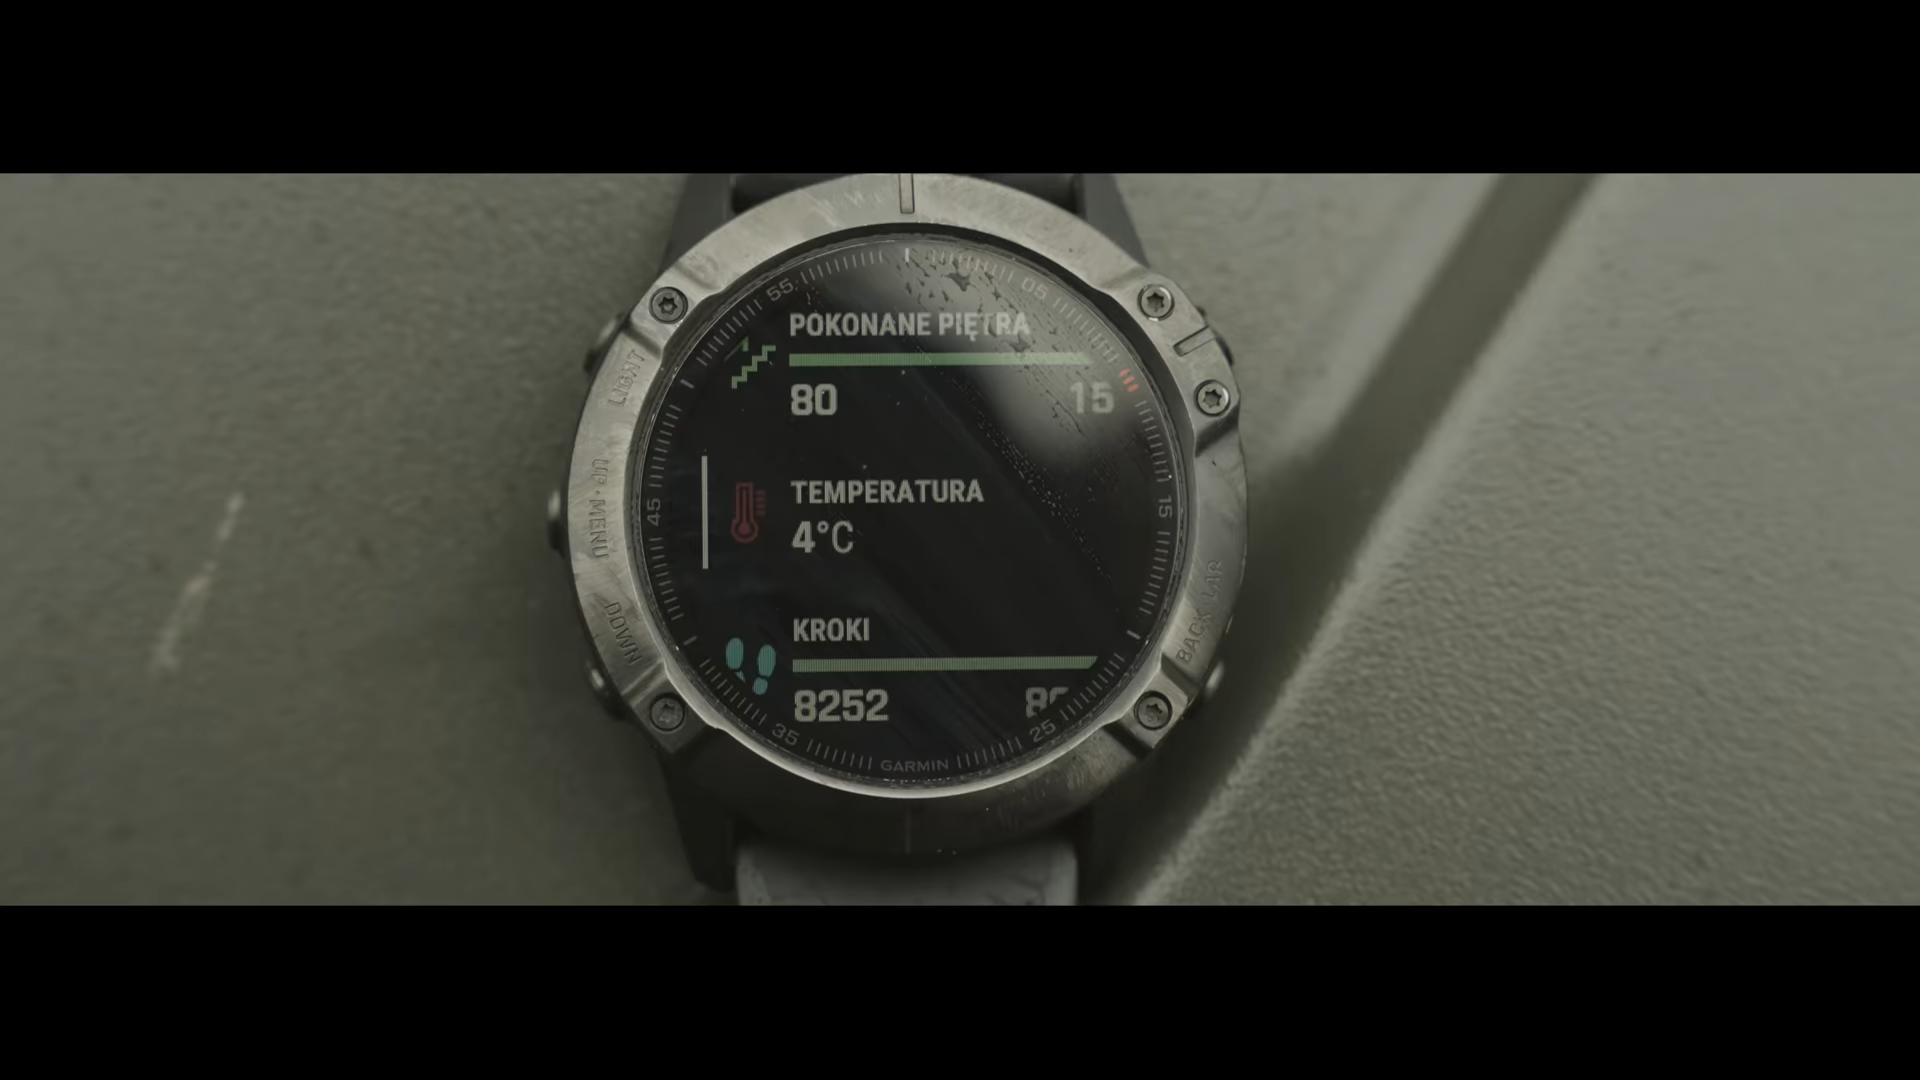 55
05
POKONANE PIĘTRA
80
15
LIGHT
TEMPERATURA
4°C
UP·MENU
45
15
KROKI
DOWN
BACK LAP
8252
35
25
GARMIN